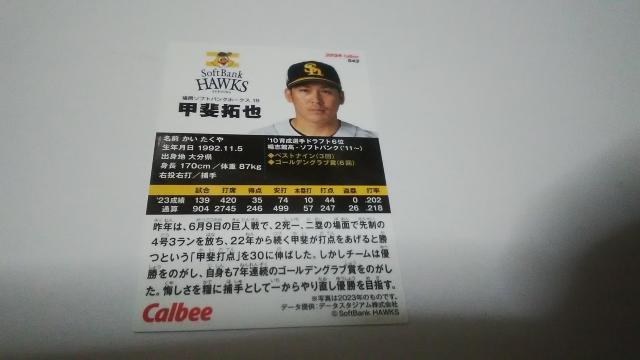 2024 Calbee
042
SoftBank
HAWKS
福岡ソフトバンクホークス 19
甲斐拓也
SH
名前 かい たくや
生年月日 1992.11.5
出身地 大分県
身長 170cm/体重 87kg
右投右打/捕手
'10育成選手ドラフト6位
楊志館高-ソフトバンク('11〜)
◆ベストナイン(3回)
◆ゴールデングラブ賞(6回)
試合 打席 得点 安打 本塁打 打点 盗塁 打率
'23成績 139 420 35 74 10 44 0 .202
通算 904 2745 246 499 57 247 26 .218
昨年は、6月9日の巨人戦で、2死一、二塁の場面で先制の
4号3ランを放ち、22年から続く甲斐が打点をあげると勝
つという「甲斐打点」を30に伸ばした。しかしチームは優
勝をのがし、自身も7年連続のゴールデングラブ賞をのがし
た。悔しさを糧に捕手として一からやり直し優勝を目指す。
※写真は2023年のものです。
データ提供:データスタジアム株式会社
Calbee
© SoftBank HAWKS